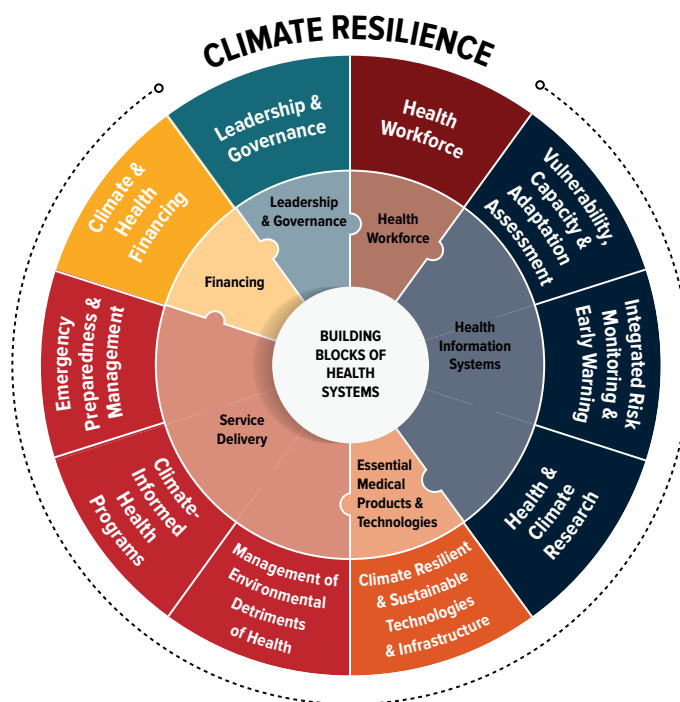 CLIMATE RESILIENCE
Leadership &
Governance
Health
Workforce
Vulnerability,
Capacity &
Adaptation
Assessment
Integrated Risk
Monitoring &
Early Warning
Health &
Climate
Research
Climate Resilient
& Sustainable
Technologies
& Infrastructure
Management of
Environmental
Detriments
of Health
Climate-
Informed
Health
Programs
Emergency
Preparedness &
Management
Climate &
Health
Financing
Leadership
& Governance
Health
Workforce
Health
Information
Systems
Essential
Medical
Products &
Technologies
Service
Delivery
Financing
BUILDING
BLOCKS OF
HEALTH
SYSTEMS